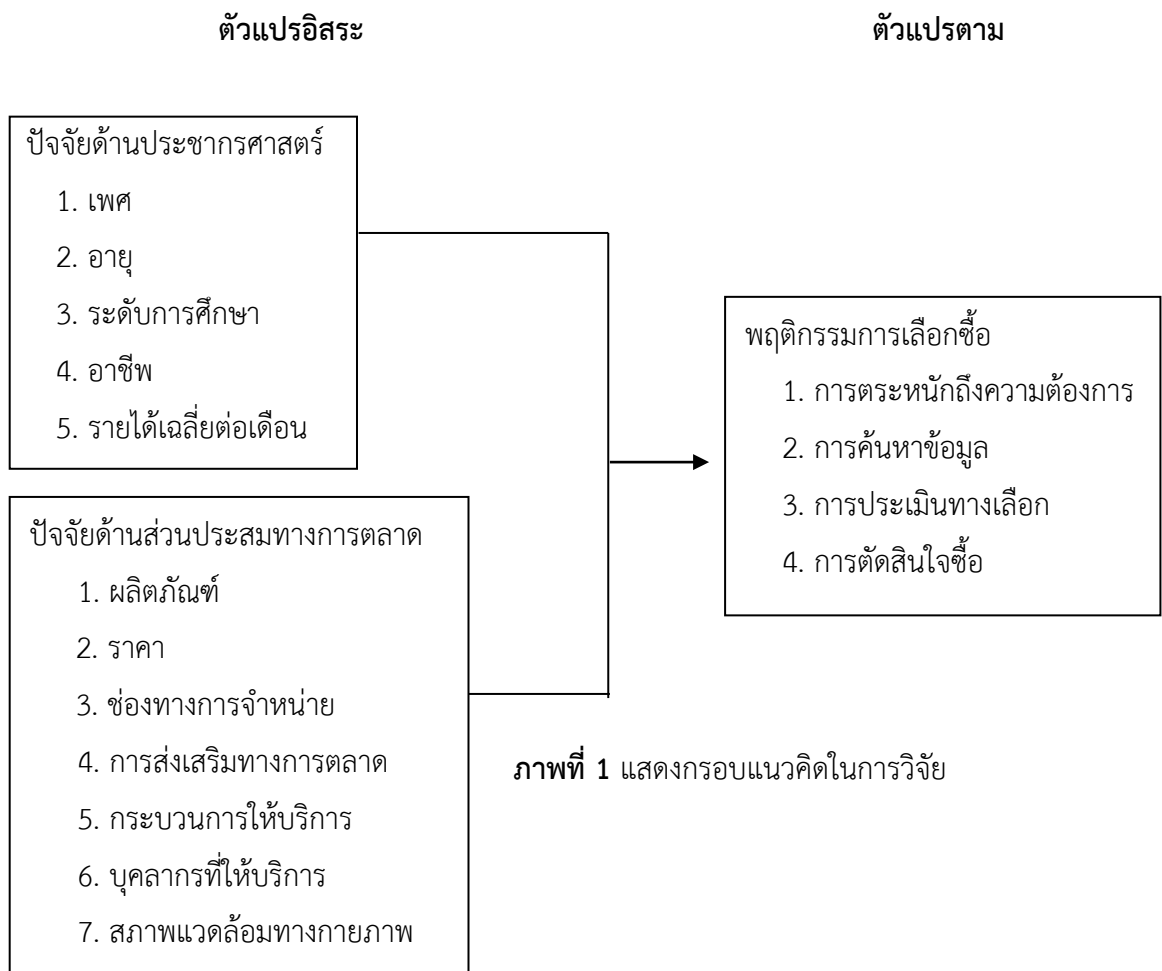 ตัวแปรอิสระ
ตัวแปรตาม
ปัจจัยด้านประชากรศาสตร์
1. เพศ
2. อายุ
3. ระดับการศึกษา
4. อาชีพ
5. รายได้เฉลี่ยต่อเดือน
ปัจจัยด้านส่วนประสมทางการตลาด
1. ผลิตภัณฑ์
2. ราคา
3. ช่องทางการจำหน่าย
4. การส่งเสริมทางการตลาด
5. กระบวนการให้บริการ
6. บุคลากรที่ให้บริการ
7. สภาพแวดล้อมทางกายภาพ
พฤติกรรมการเลือกซื้อ
1. การตระหนักถึงความต้องการ
2. การค้นหาข้อมูล
3. การประเมินทางเลือก
4. การตัดสินใจซื้อ
ภาพที่ 1 แสดงกรอบแนวคิดในการวิจัย